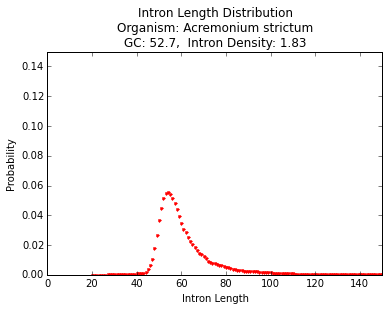 Intron Length Distribution
Organism: Acremonium strictum
GC: 52.7,  Intron Density: 1.83
0.14
0.12
0.10
0.08
0.06
0.04
0.02
0.00
Probability
0 20 40 60 80 100 120 140
Intron Length